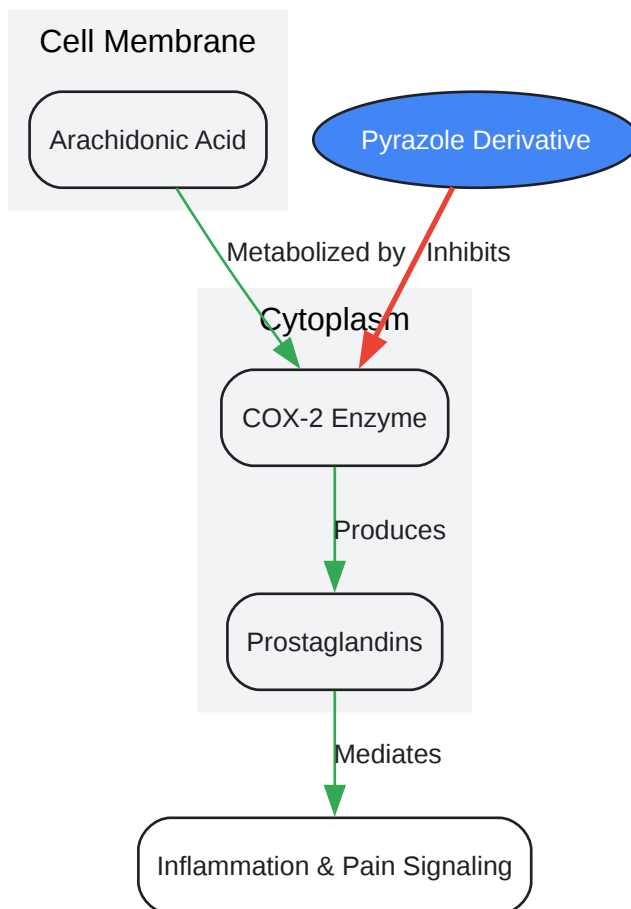 Cell Membrane
Arachidonic Acid
Pyrazole Derivative
Metabolized by
Inhibits
Cytoplasm
COX-2 Enzyme
Produces
Prostaglandins
Mediates
Inflammation & Pain Signaling